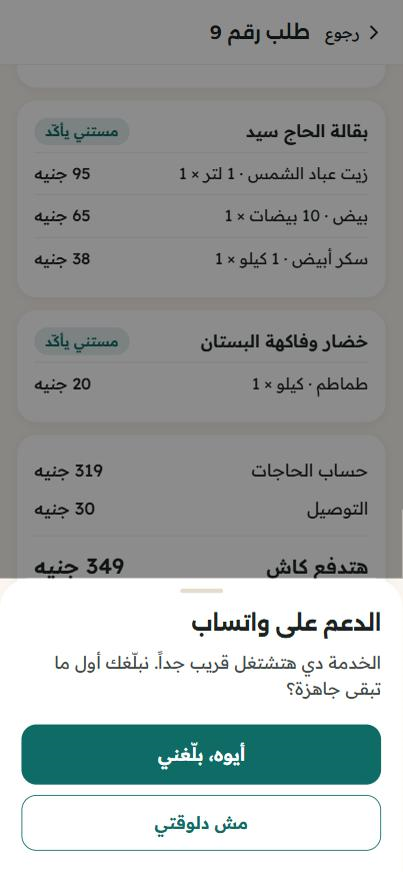 رجوع طلب رقم 9
بقالة الحاج سيد مستني يأكّد
زيت عباد الشمس · 1 لتر × 1 95 جنيه
بيض · 10 بيضات × 1 65 جنيه
سكر أبيض · 1 كيلو × 1 38 جنيه
خضار وفاكهة البستان مستني يأكّد
طماطم · كيلو × 1 20 جنيه
حساب الحاجات 319 جنيه
التوصيل 30 جنيه
هتدفع كاش 349 جنيه
الدعم على واتساب
الخدمة دي هتشتغل قريب جداً. نبلّغك أول ما
تبقى جاهزة؟
أيوه، بلّغني
مش دلوقتي